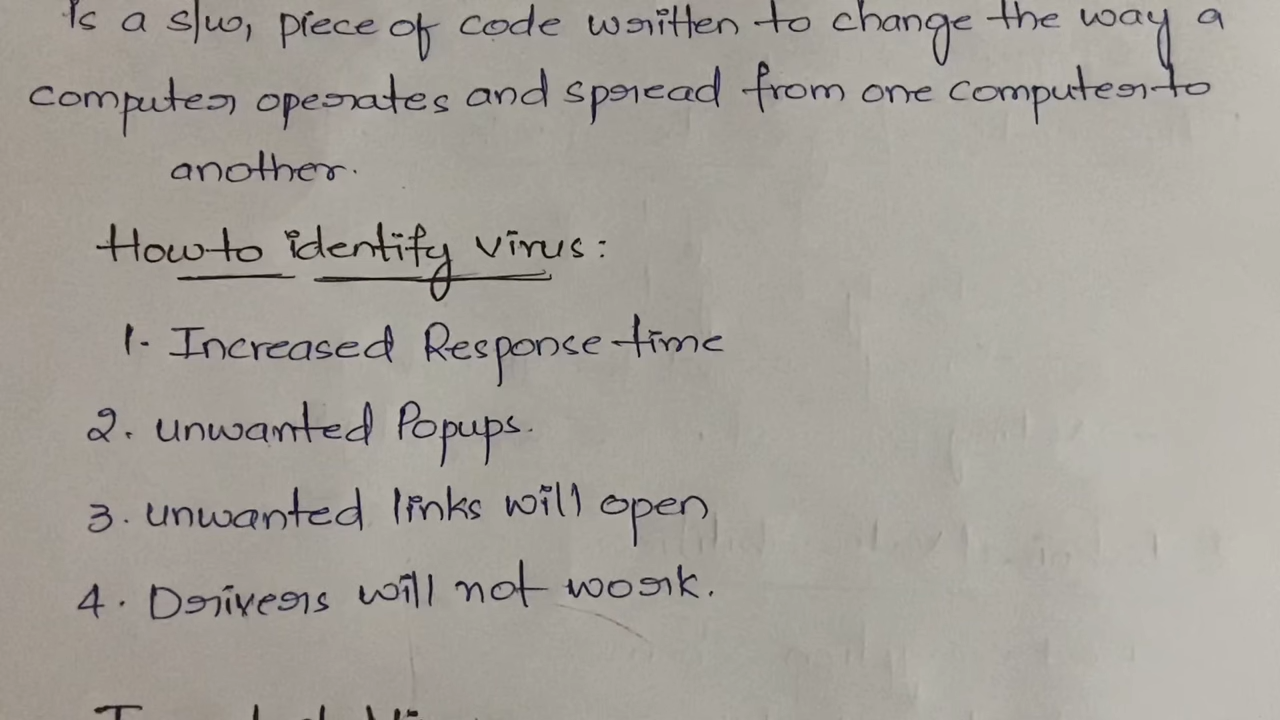 is a s/w, piece of code written to change the way a
computer, operates and spread from one computer to
another.
How to identify virus:
1. Increased Response time
2. unwanted Popups.
3. unwanted links will open
4. Drivers will not work.